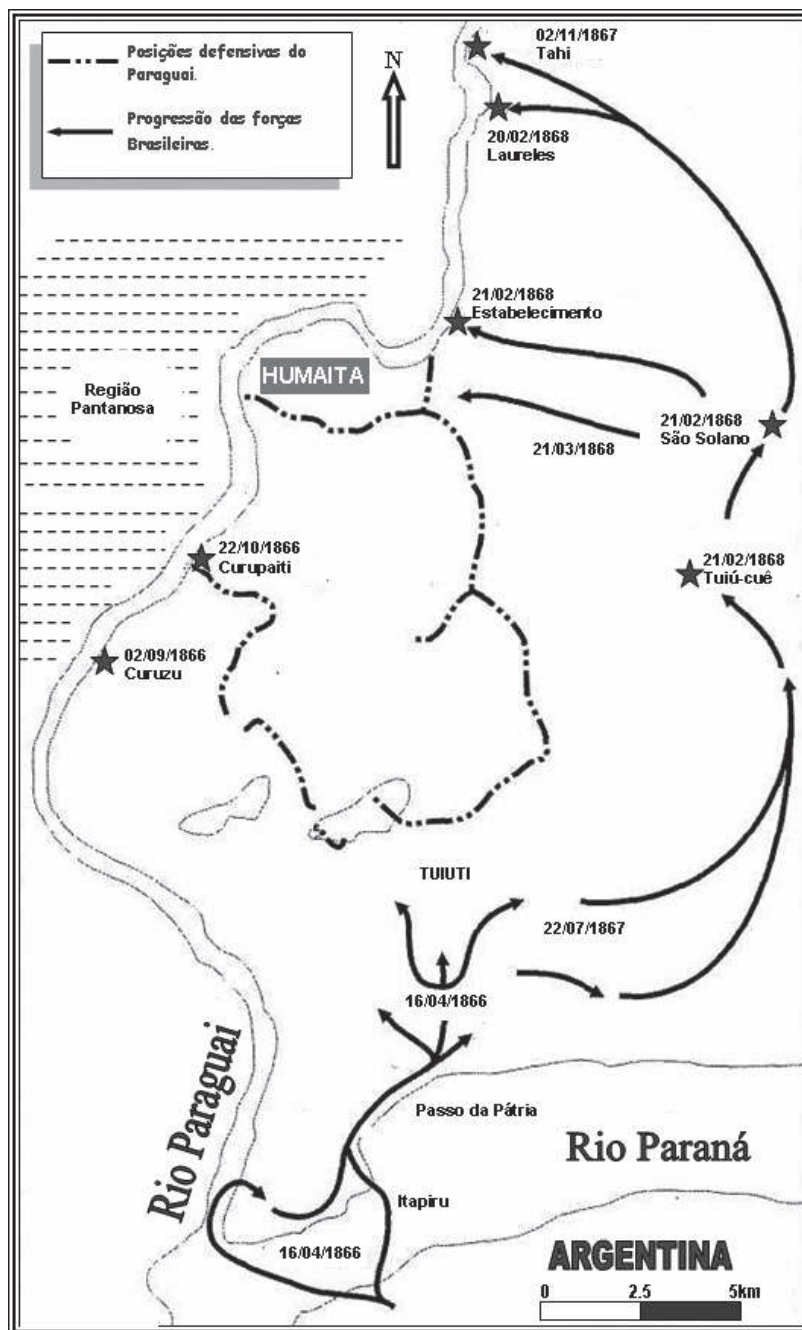 Posições defensivas do
Paraguai.
Progressão das forças
Brasileiras.
N
02/11/1867
Tahi
20/02/1868
Laureles
21/02/1868
Estabelecimento
HUMAITA
Região
Pantanosa
21/02/1868
São Solano
21/03/1868
22/10/1866
Curupaiti
21/02/1868
Tuiú-cuê
02/09/1866
Curuzu
TUIUTI
22/07/1867
16/04/1866
Passo da Pátria
Rio Paraguai
Rio Paraná
Itapiru
16/04/1866
ARGENTINA
0 2.5 5km